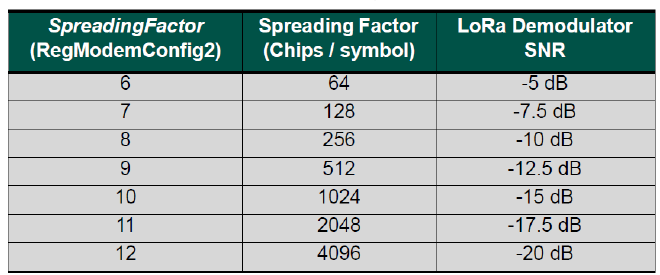 SpreadingFactor Spreading Factor LoRa Demodulator
(RegModemConfig2) (Chips / symbol) SNR
6 64 -5 dB
7 128 -7.5 dB
8 256 -10 dB
9 512 -12.5 dB
10 1024 -15 dB
11 2048 -17.5 dB
12 4096 -20 dB